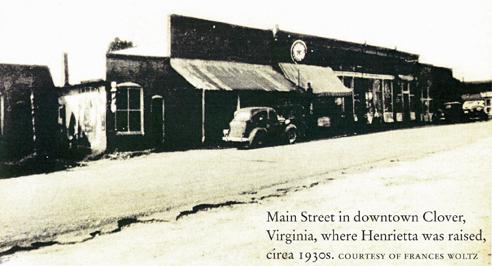 Main Street in downtown Clover,
Virginia, where Henrietta was raised,
circa 1930s. COURTESY OF FRANCES WOLTZ